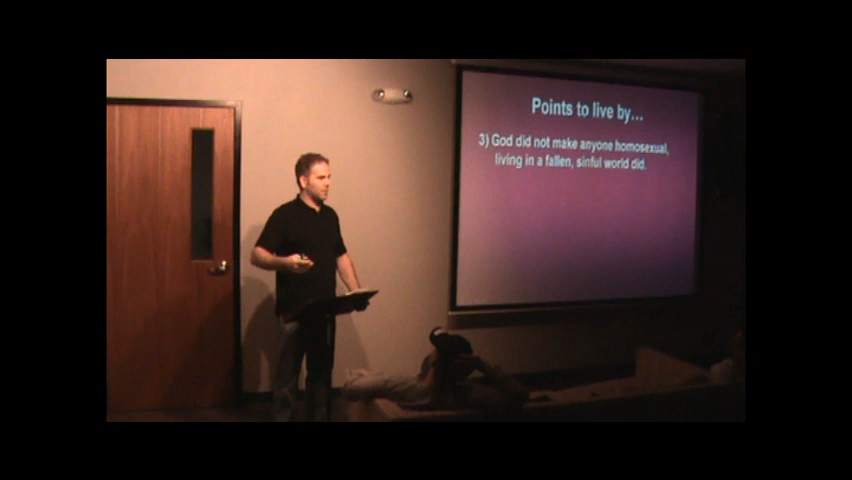 Points to live by...
3) God did not make anyone homosexual,
living in a fallen, sinful world did.